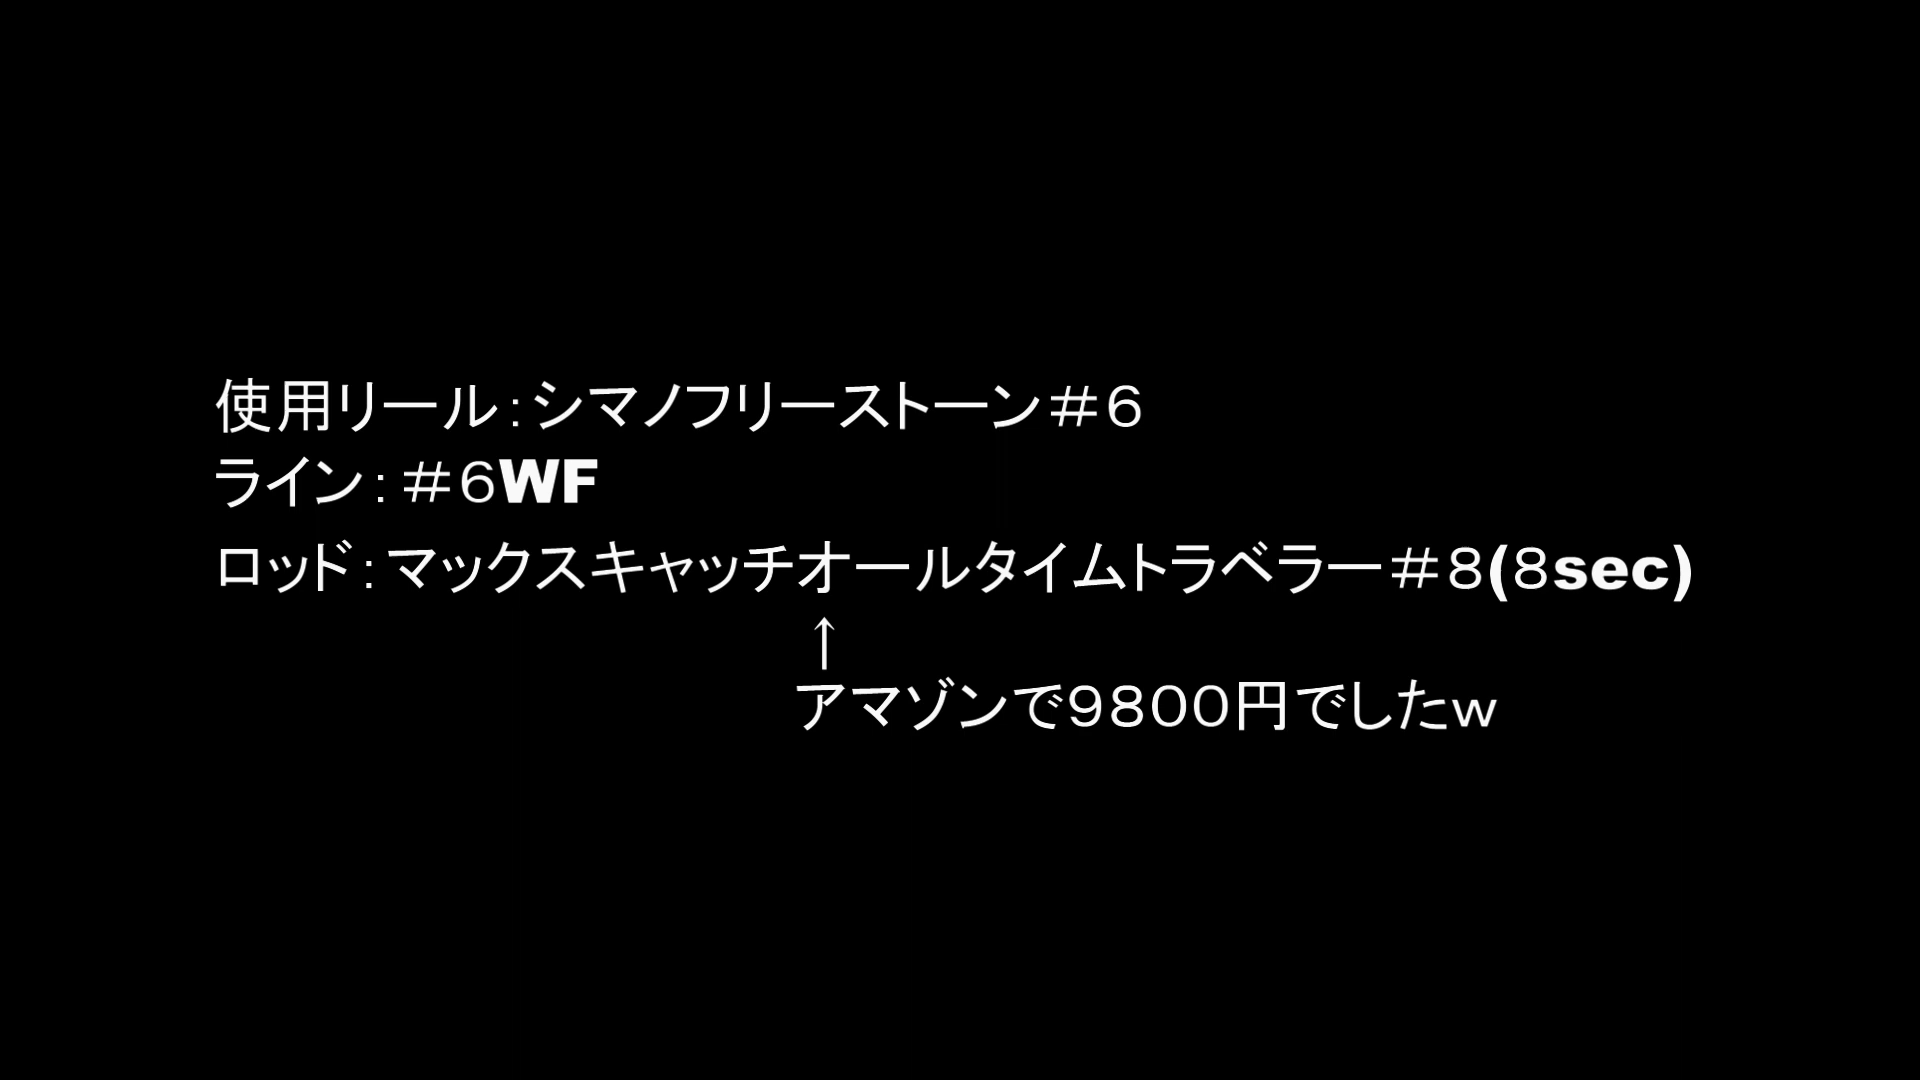 使用リール：シマノフリーストーン＃６
ライン：＃６WF
ロッド：マックスキャッチオールタイムトラベラー＃８(８sec)
↑
アマゾンで９８００円でしたｗ